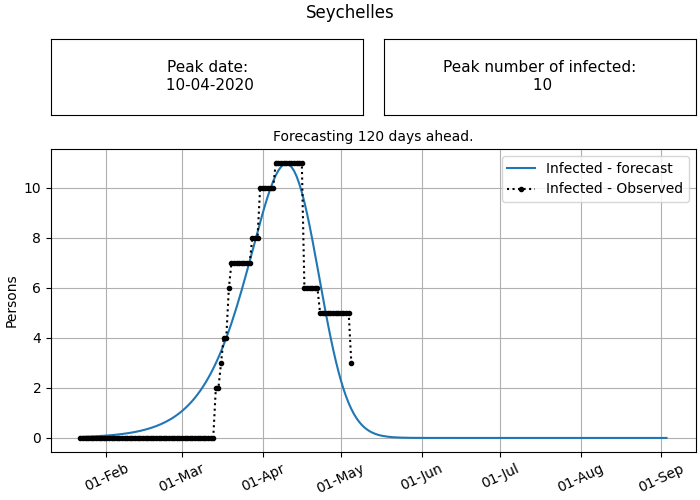 Seychelles
Peak date:
10-04-2020
Peak number of infected:
10
Forecasting 120 days ahead.
Infected - forecast
Infected - Observed
Persons
10
8
6
4
2
0
01-Feb
01-Mar
01-Apr
01-May
01-Jun
01-Jul
01-Aug
01-Sep